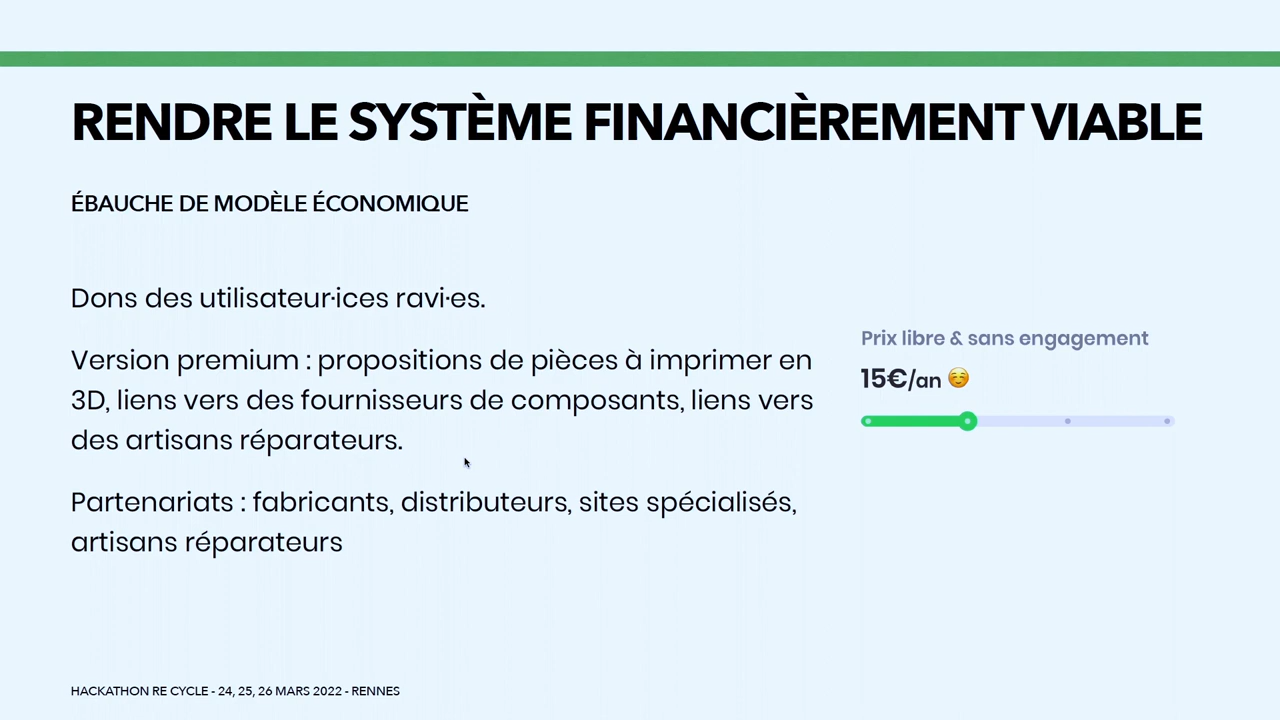 RENDRE LE SYSTÈME FINANCIÈREMENT VIABLE
ÉBAUCHE DE MODÈLE ÉCONOMIQUE
Dons des utilisateur·ices ravi·es.
Version premium : propositions de pièces à imprimer en
3D, liens vers des fournisseurs de composants, liens vers
des artisans réparateurs.
Partenariats : fabricants, distributeurs, sites spécialisés,
artisans réparateurs
Prix libre & sans engagement
15€/an ☺️
HACKATHON RE CYCLE - 24, 25, 26 MARS 2022 - RENNES